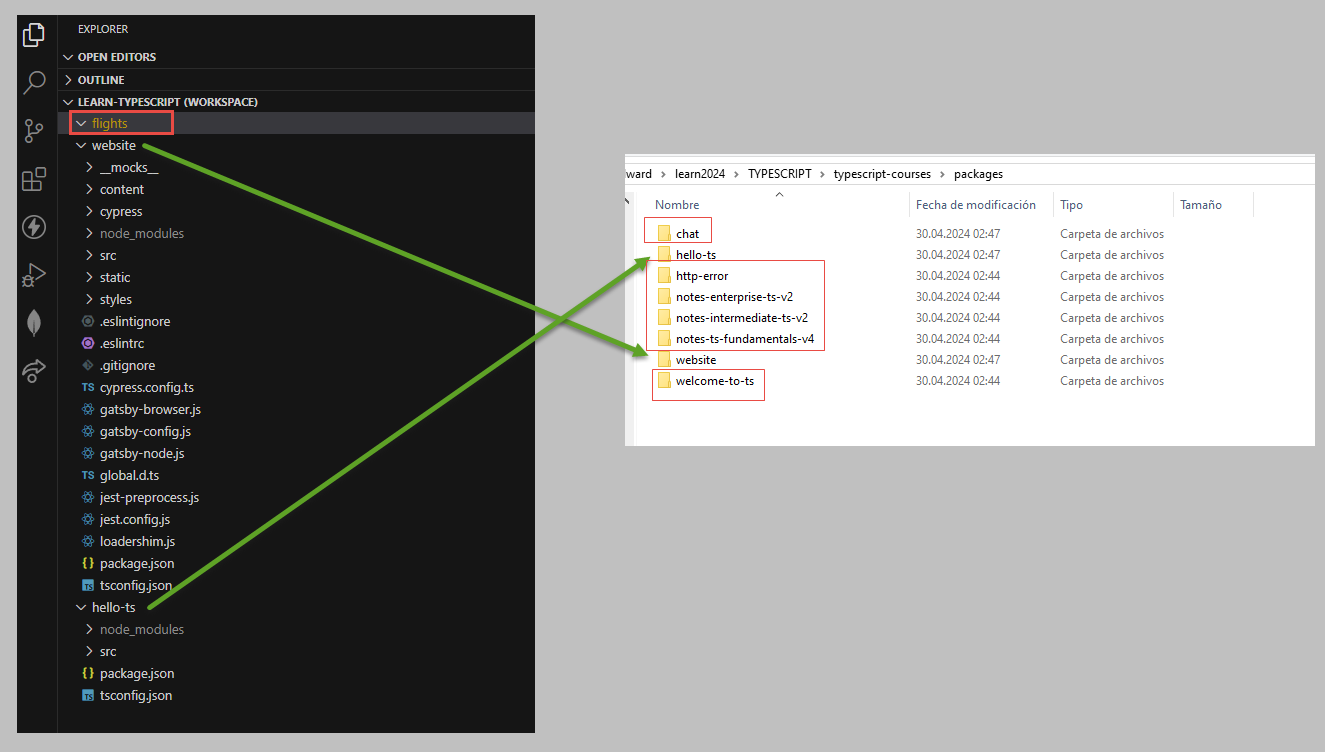 EXPLORER
OPEN EDITORS
OUTLINE
LEARN-TYPESCRIPT (WORKSPACE)
flights
website
__mocks__
content
cypress
node_modules
src
static
styles
.eslintignore
.eslintrc
.gitignore
TS cypress.config.ts
gatsby-browser.js
gatsby-config.js
gatsby-node.js
TS global.d.ts
jest-preprocess.js
jest.config.js
loadershim.js
{} package.json
TS tsconfig.json
hello-ts
node_modules
src
{} package.json
TS tsconfig.json
ward > learn2024 > TYPESCRIPT > typescript-courses > packages
Nombre Fecha de modificación Tipo Tamaño
chat 30.04.2024 02:47 Carpeta de archivos
hello-ts 30.04.2024 02:47 Carpeta de archivos
http-error 30.04.2024 02:44 Carpeta de archivos
notes-enterprise-ts-v2 30.04.2024 02:44 Carpeta de archivos
notes-intermediate-ts-v2 30.04.2024 02:44 Carpeta de archivos
notes-ts-fundamentals-v4 30.04.2024 02:44 Carpeta de archivos
website 30.04.2024 02:47 Carpeta de archivos
welcome-to-ts 30.04.2024 02:44 Carpeta de archivos